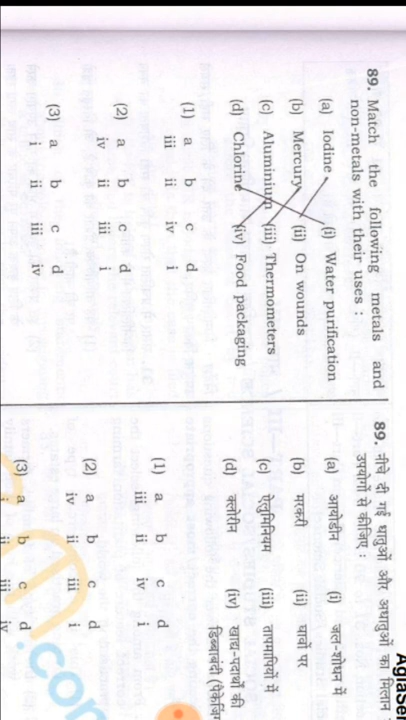 Aglase
89. Match the following metals and
non-metals with their uses :
(a) Iodine (i) Water purification
(b) Mercury (ii) On wounds
(c) Aluminium (iii) Thermometers
(d) Chlorine (iv) Food packaging
(1) a b c d
iii ii iv i
(2) a b c d
iv ii iii i
(3) a b c d
i ii iii iv
89. नीचे दी गई धातुओं और अधातुओं का मिलान
उपयोगों से कीजिए :
(a) आयोडीन (i) जल-शोधन में
(b) मरकरी (ii) घावों पर
(c) ऐलुमिनियम (iii) तापमापियों में
(d) क्लोरीन (iv) खाद्य-पदार्थों की
डिब्बाबंदी (पैकेजिंग
(1) a b c d
iii ii iv i
(2) a b c d
iv ii iii i
(3) a b c d
i ii iii iv
.com